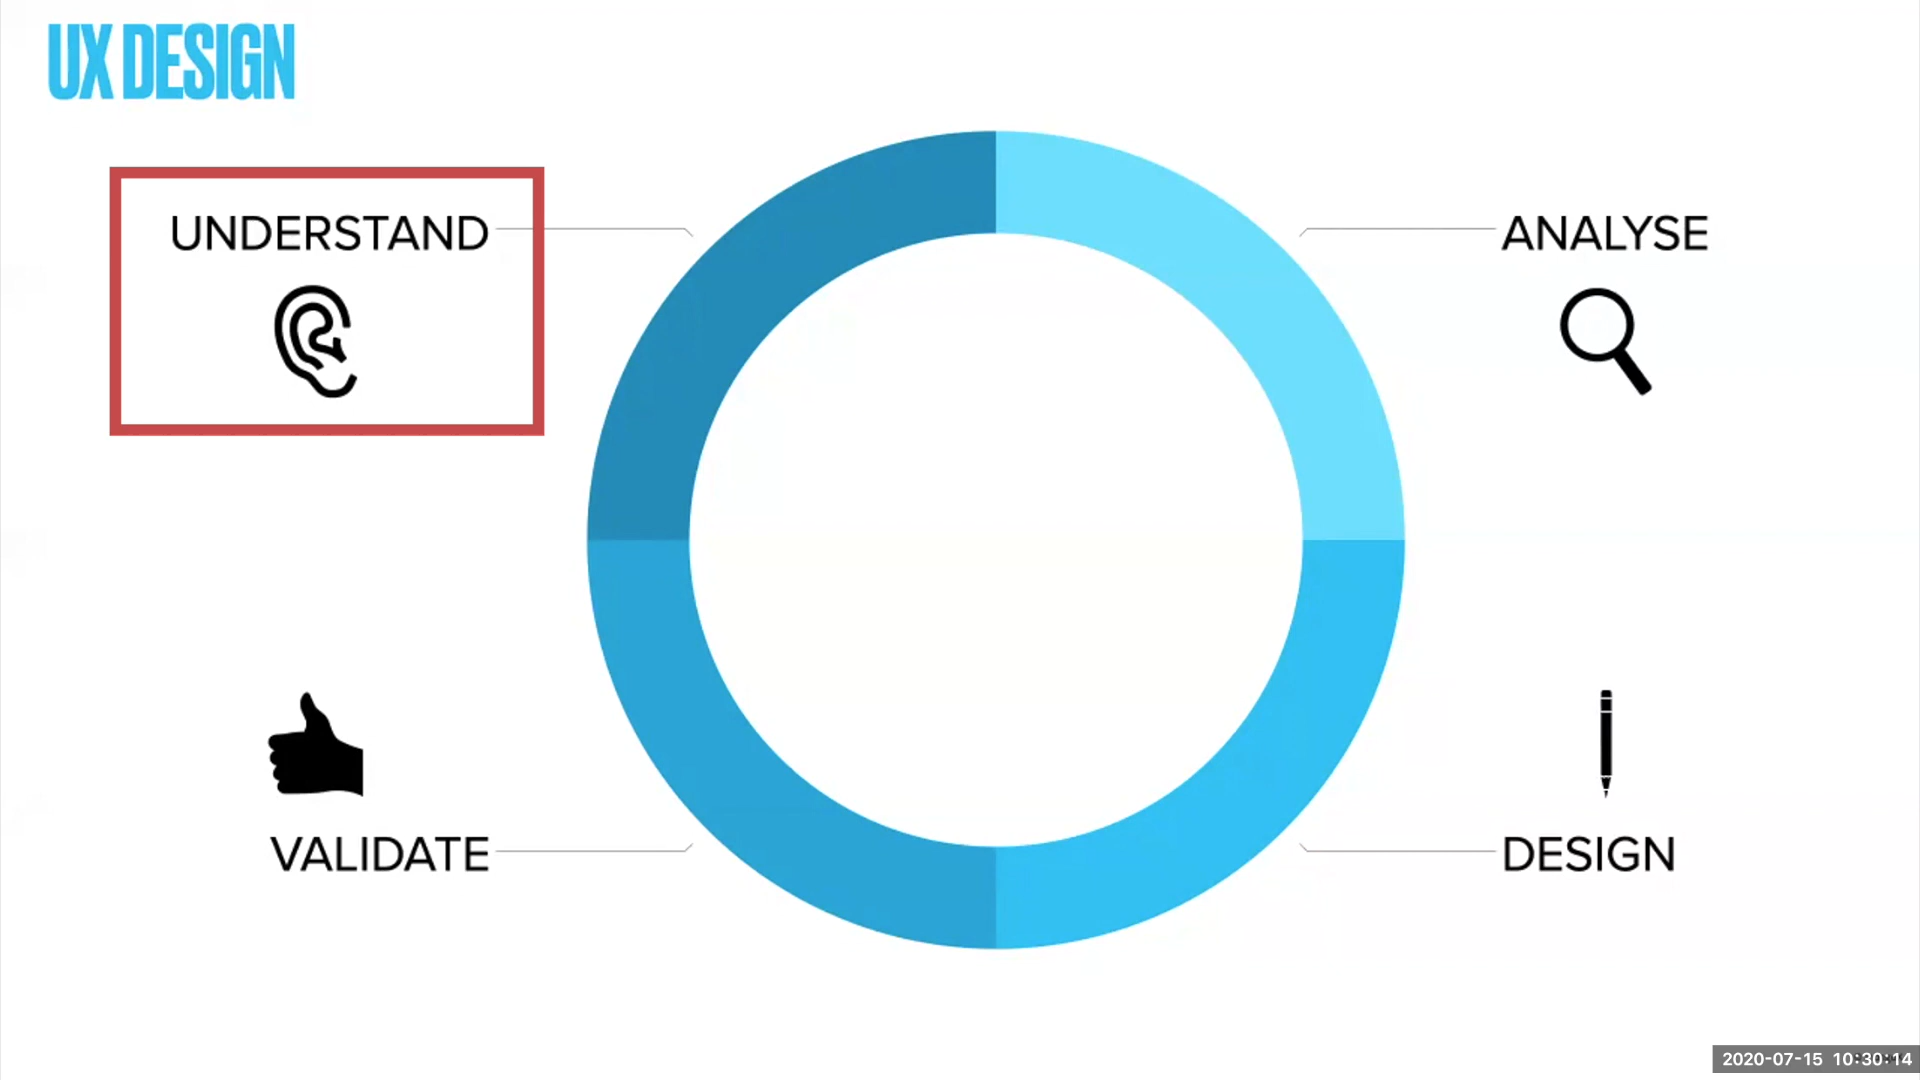 UX DESIGN
UNDERSTAND
ANALYSE
VALIDATE
DESIGN
2020-07-15 10:30:14